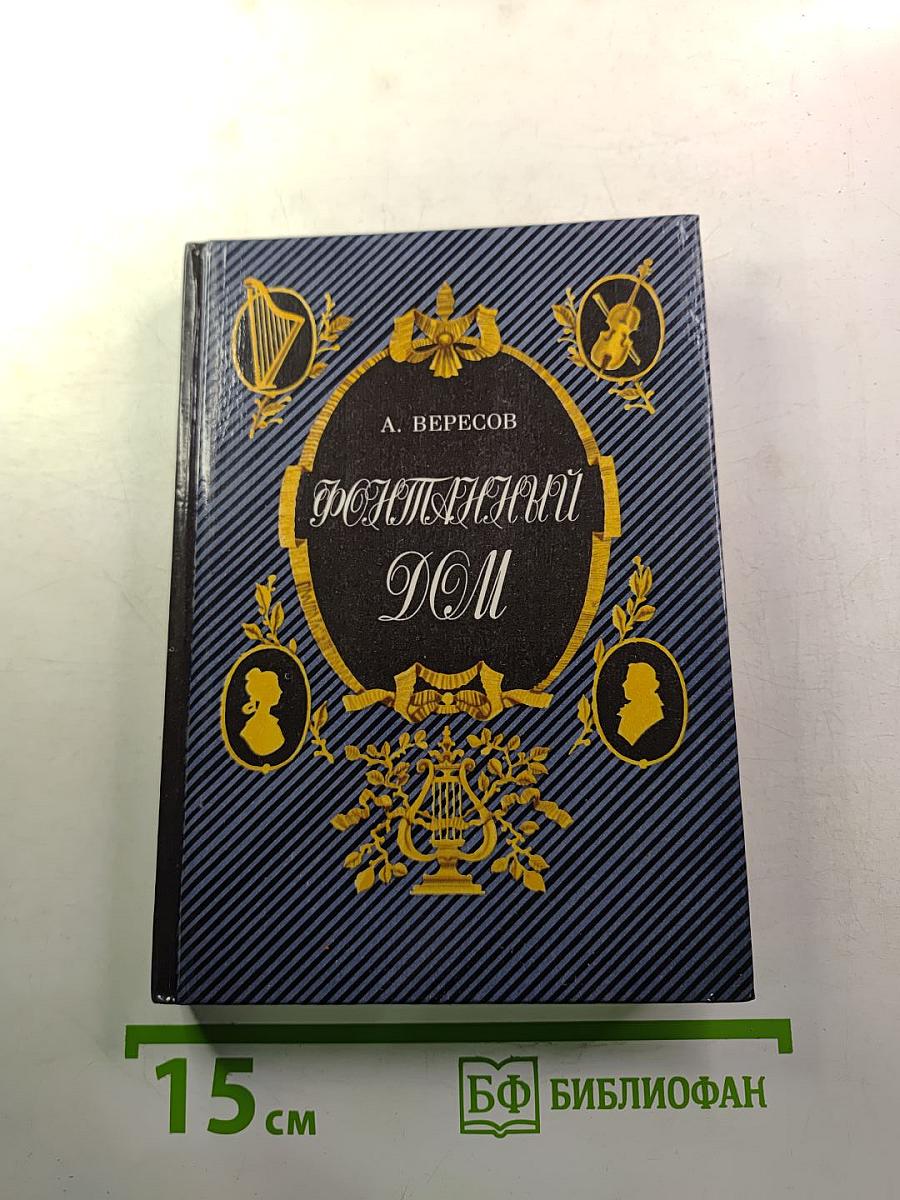 А. ВЕРЕСОВ
ФОНТАННЫЙ
ДОМ
15 см
БФ БИБЛИОФАН